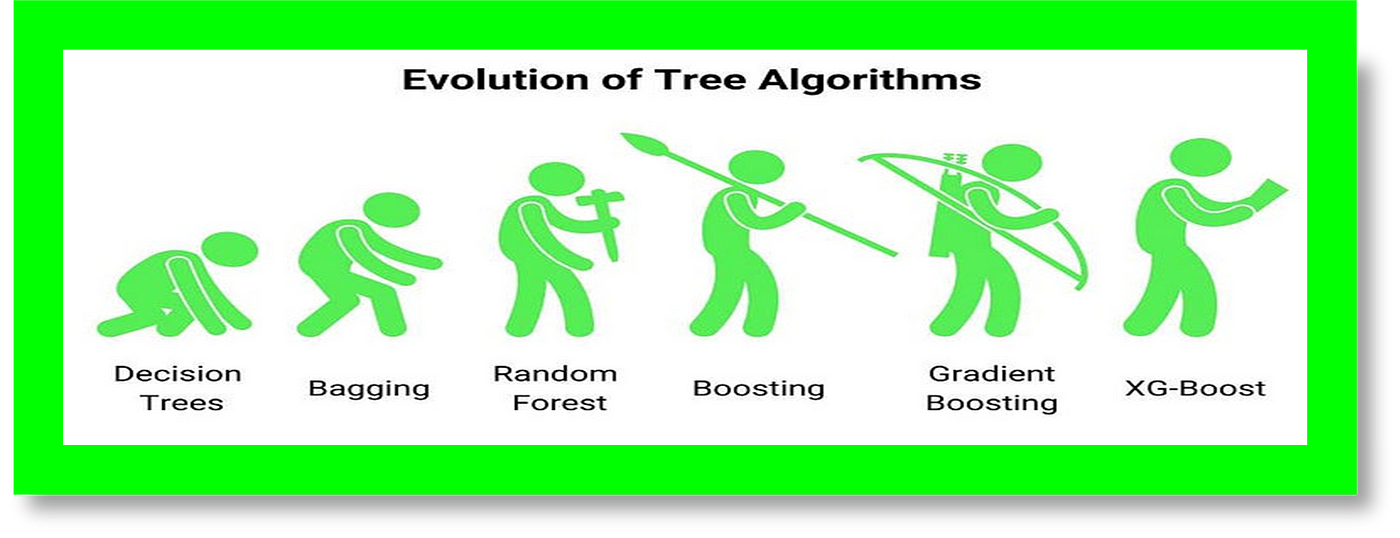 Evolution of Tree Algorithms
Decision
Trees
Bagging
Random
Forest
Boosting
Gradient
Boosting
XG-Boost